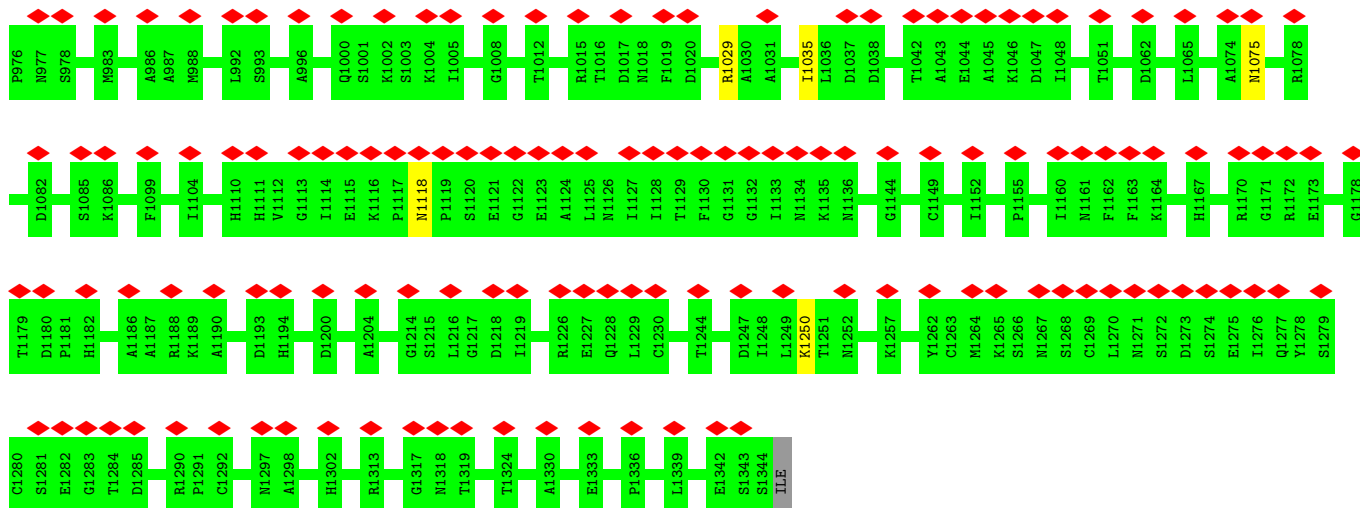 P976 N977 S978 M983 A986 A987 M988 L992 S993 A996 Q1000 S1001 K1002 S1003 K1004 I1005 G1008 T1012 R1015 T1016 D1017 N1018 F1019 D1020 R1029 A1030 A1031 I1035 L1036 D1037 D1038 T1042 A1043 E1044 A1045 K1046 D1047 I1048 T1051 D1062 L1065 A1074 N1075 R1078
D1082 S1085 K1086 F1099 I1104 H1110 H1111 V1112 G1113 I1114 E1115 K1116 P1117 N1118 P1119 S1120 E1121 G1122 E1123 A1124 L1125 N1126 I1127 I1128 T1129 F1130 G1131 G1132 I1133 N1134 K1135 N1136 G1144 C1149 I1152 P1155 I1160 N1161 F1162 F1163 K1164 H1167 R1170 G1171 R1172 E1173 G1178
T1179 D1180 P1181 H1182 A1186 A1187 R1188 K1189 A1190 D1193 H1194 D1200 A1204 G1214 S1215 L1216 G1217 D1218 I1219 R1226 E1227 Q1228 L1229 C1230 T1244 D1247 I1248 L1249 K1250 T1251 N1252 K1257 Y1262 C1263 M1264 K1265 S1266 N1267 S1268 C1269 L1270 N1271 S1272 D1273 S1274 E1275 I1276 Q1277 Y1278 S1279
C1280 S1281 E1282 G1283 T1284 D1285 R1290 P1291 C1292 N1297 A1298 H1302 R1313 G1317 N1318 T1319 T1324 A1330 E1333 P1336 L1339 E1342 S1343 S1344 ILE